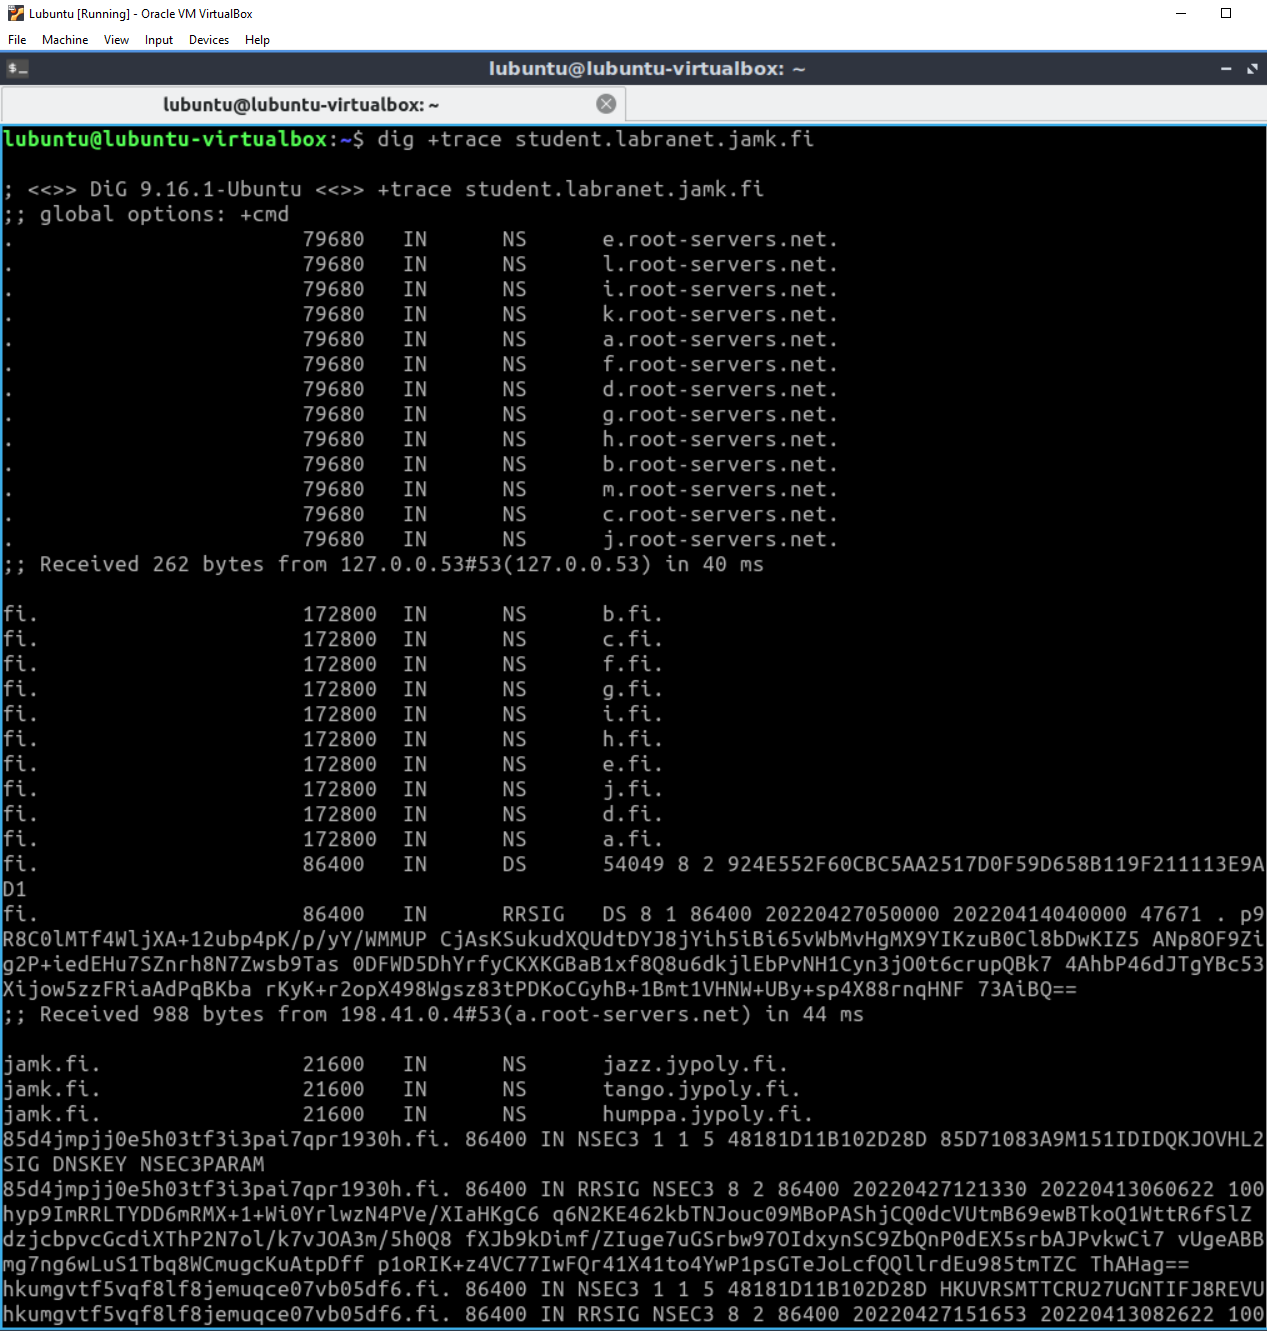 Lubuntu [Running] - Oracle VM VirtualBox
File Machine View Input Devices Help
lubuntu@lubuntu-virtualbox: ~
lubuntu@lubuntu-virtualbox: ~
lubuntu@lubuntu-virtualbox:~$ dig +trace student.labranet.jamk.fi
; <<>> DiG 9.16.1-Ubuntu <<>> +trace student.labranet.jamk.fi
;; global options: +cmd
. 79680 IN NS e.root-servers.net.
. 79680 IN NS l.root-servers.net.
. 79680 IN NS i.root-servers.net.
. 79680 IN NS k.root-servers.net.
. 79680 IN NS a.root-servers.net.
. 79680 IN NS f.root-servers.net.
. 79680 IN NS d.root-servers.net.
. 79680 IN NS g.root-servers.net.
. 79680 IN NS h.root-servers.net.
. 79680 IN NS b.root-servers.net.
. 79680 IN NS m.root-servers.net.
. 79680 IN NS c.root-servers.net.
. 79680 IN NS j.root-servers.net.
;; Received 262 bytes from 127.0.0.53#53(127.0.0.53) in 40 ms
fi. 172800 IN NS b.fi.
fi. 172800 IN NS c.fi.
fi. 172800 IN NS f.fi.
fi. 172800 IN NS g.fi.
fi. 172800 IN NS i.fi.
fi. 172800 IN NS h.fi.
fi. 172800 IN NS e.fi.
fi. 172800 IN NS j.fi.
fi. 172800 IN NS d.fi.
fi. 172800 IN NS a.fi.
fi. 86400 IN DS 54049 8 2 924E552F60CBC5AA2517D0F59D658B119F211113E9A
D1
fi. 86400 IN RRSIG DS 8 1 86400 20220427050000 20220414040000 47671 . p9
R8C0lMTf4WljXA+12ubp4pK/p/yY/WMMUP CjAsKSukudXQUdtDYJ8jYih5iBi65vWbMvHgMX9YIKzuB0Cl8bDwKIZ5 ANp8OF9Zi
g2P+iedEHu7SZnrh8N7Zwsb9Tas 0DFWD5DhYrfyCKXKGBaB1xf8Q8u6dkjlEbPvNH1Cyn3jO0t6crupQBk7 4AhbP46dJTgYBc53
Xijow5zzFRiaAdPqBKba rKyK+r2opX498Wgsz83tPDKoCGyhB+1Bmt1VHNW+UBy+sp4X88rnqHNF 73AiBQ==
;; Received 988 bytes from 198.41.0.4#53(a.root-servers.net) in 44 ms
jamk.fi. 21600 IN NS jazz.jypoly.fi.
jamk.fi. 21600 IN NS tango.jypoly.fi.
jamk.fi. 21600 IN NS humppa.jypoly.fi.
85d4jmpjj0e5h03tf3i3pai7qpr1930h.fi. 86400 IN NSEC3 1 1 5 48181D11B102D28D 85D71083A9M151IDIDQKJOVHL2
SIG DNSKEY NSEC3PARAM
85d4jmpjj0e5h03tf3i3pai7qpr1930h.fi. 86400 IN RRSIG NSEC3 8 2 86400 20220427121330 20220413060622 100
hyp9ImRRLTYDD6mRMX+1+Wi0YrlwzN4PVe/XIaHKgC6 q6N2KE462kbTNJouc09MBoPAShjCQ0dcVUtmB69ewBTkoQ1WttR6fSlZ
dzjcbpvcGcdiXThP2N7ol/k7vJOA3m/5h0Q8 fXJb9kDimf/ZIuge7uGSrbw97OIdxynSC9ZbQnP0dEX5srbAJPvkwCi7 vUgeABB
mg7ng6wLuS1Tbq8WCmugcKuAtpDff p1oRIK+z4VC77IwFQr41X41to4YwP1psGTeJoLcfQQllrdEu985tmTZC ThAHag==
hkumgvtf5vqf8lf8jemuqce07vb05df6.fi. 86400 IN NSEC3 1 1 5 48181D11B102D28D HKUVRSMTTCRU27UGNTIFJ8REVU
hkumgvtf5vqf8lf8jemuqce07vb05df6.fi. 86400 IN RRSIG NSEC3 8 2 86400 20220427151653 20220413082622 100